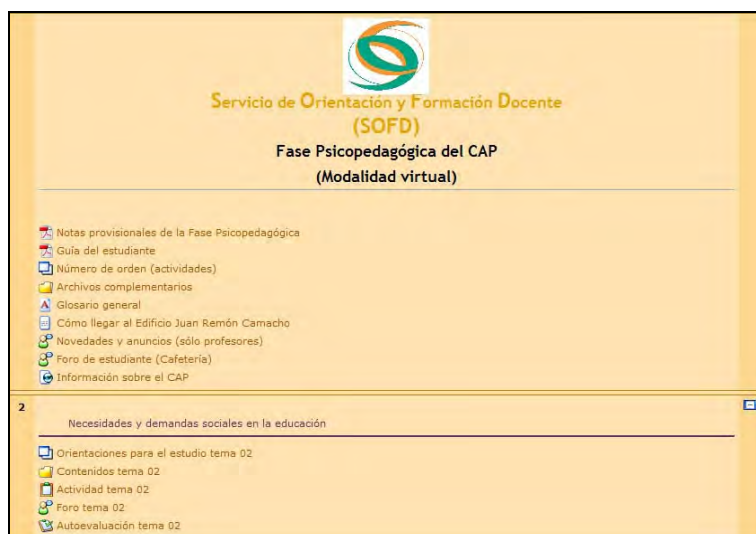 Servicio de Orientación y Formación Docente
(SOFD)
Fase Psicopedagógica del CAP
(Modalidad virtual)
Notas provisionales de la Fase Psicopedagógica
Guía del estudiante
Número de orden (actividades)
Archivos complementarios
Glosario general
Cómo llegar al Edificio Juan Remón Camacho
Novedades y anuncios (sólo profesores)
Foro de estudiante (Cafetería)
Información sobre el CAP
2
Necesidades y demandas sociales en la educación
Orientaciones para el estudio tema 02
Contenidos tema 02
Actividad tema 02
Foro tema 02
Autoevaluación tema 02